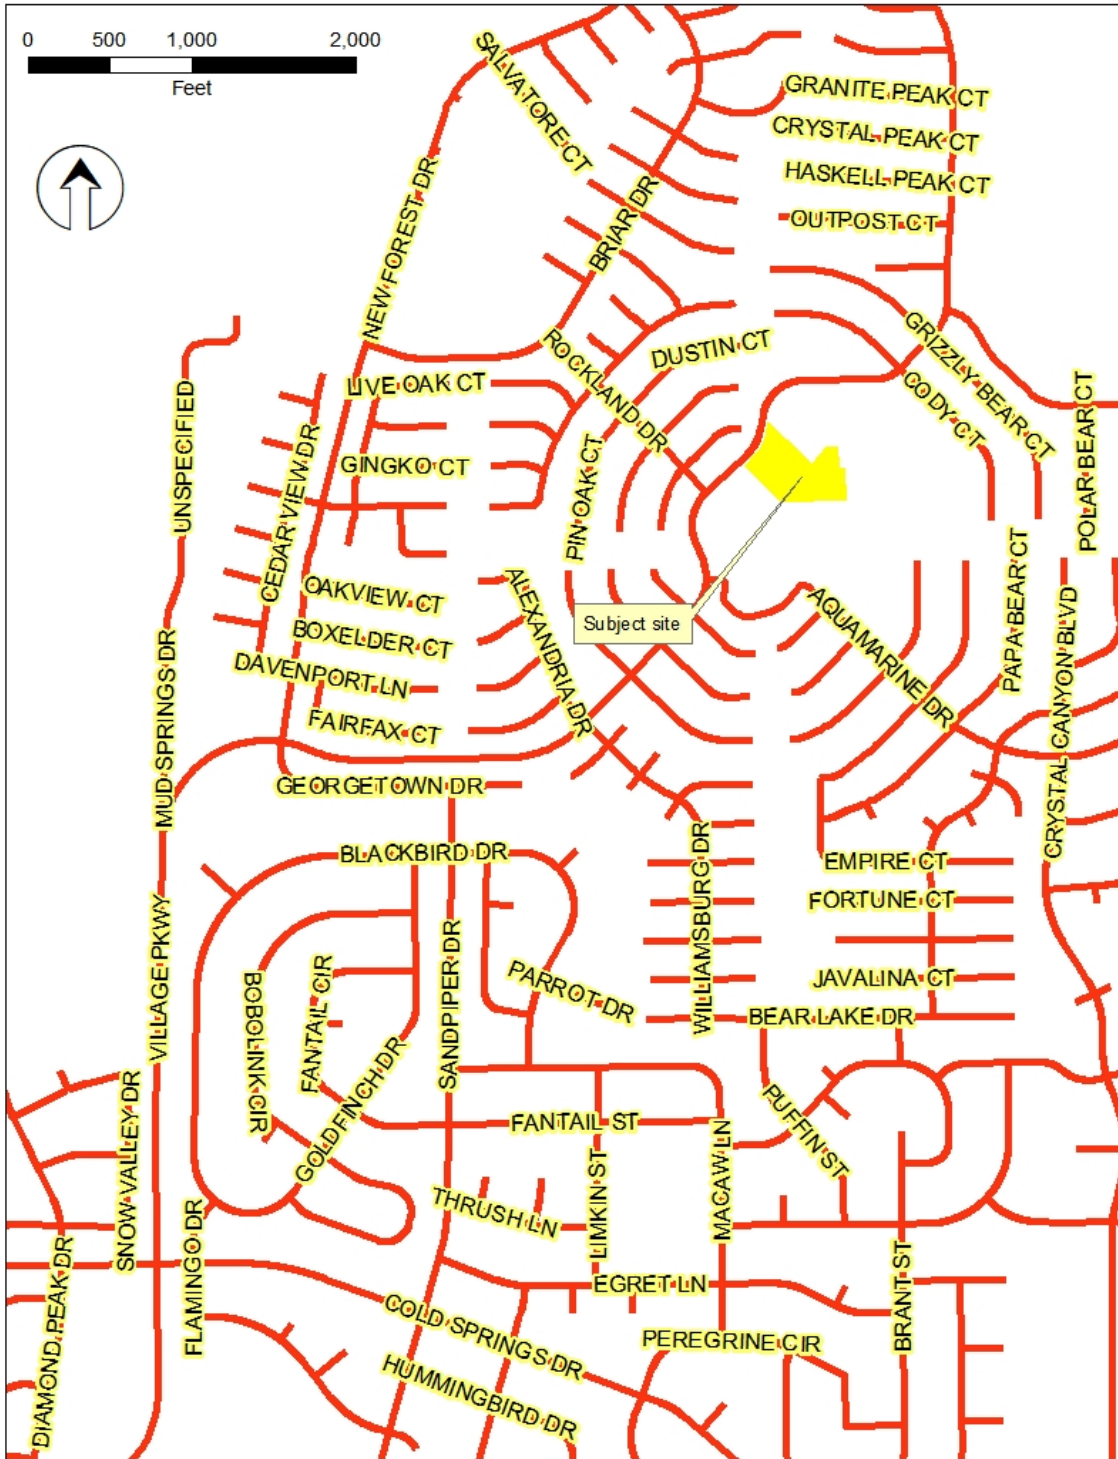 0 500 1,000 2,000
Feet
SALVATORE CT
GRANITE PEAK CT
CRYSTAL PEAK CT
HASKELL PEAK CT
OUTPOST CT
NEW FOREST DR
BRIAR DR
ROCKLAND DR
DUSTIN CT
GRIZZLY BEAR CT
CODY CT
POLAR BEAR CT
LIVE OAK CT
UNSPECIFIED
CEDAR VIEW DR
GINGKO CT
PIN OAK CT
OAKVIEW CT
BOXELDER CT
DAVENPORT LN
FAIRFAX CT
ALEXANDRIA DR
Subject site
AQUAMARINE DR
PAPA BEAR CT
CRYSTAL CANYON BLVD
MUD SPRINGS DR
GEORGETOWN DR
BLACKBIRD DR
WILLIAMSBURG DR
EMPIRE CT
FORTUNE CT
JAVALINA CT
BEAR LAKE DR
VILLAGE PKWY
BOBOLINK CIR
FANTAIL CIR
SANDPIPER DR
PARROT DR
GOLDFINCH DR
SNOW VALLEY DR
FANTAIL ST
PUFFIN ST
MACAW LN
LIMKIN ST
THRUSH LN
FLAMINGO DR
DIAMOND PEAK DR
EGRET LN
BRANT ST
COLD SPRINGS DR
PEREGRINE CIR
HUMMINGBIRD DR